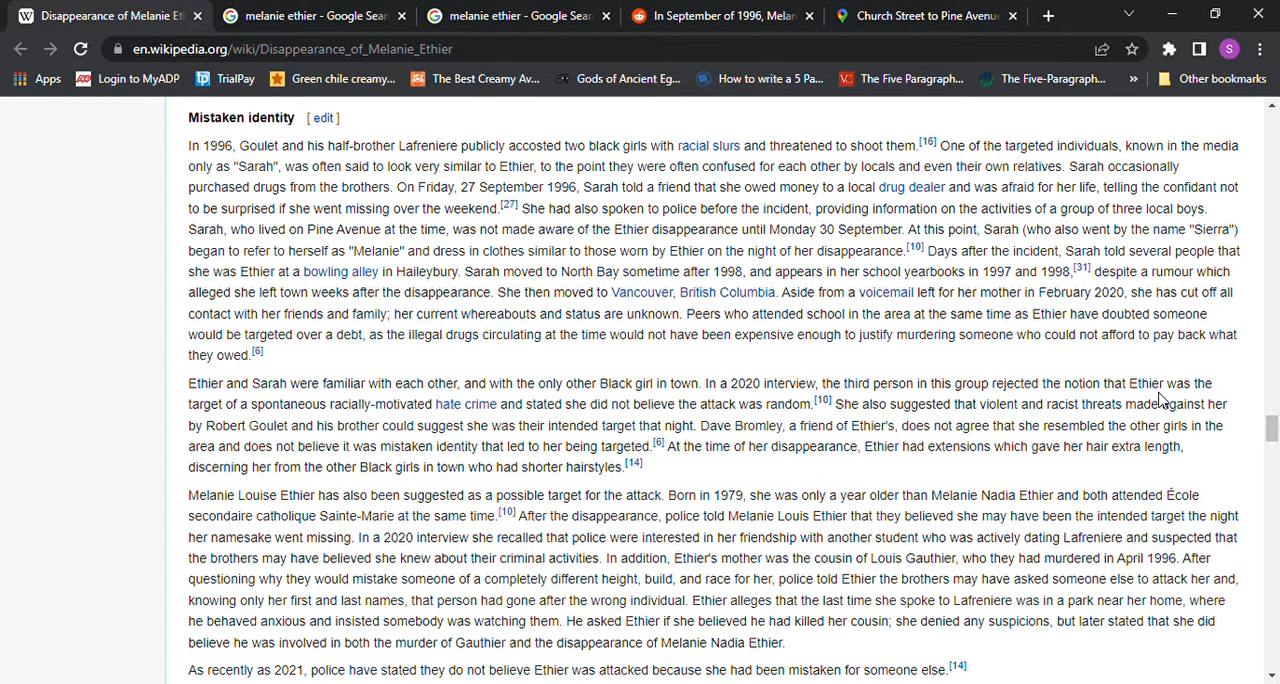 Disappearance of Melanie Et
melanie ethier - Google Sear
melanie ethier - Google Sear
In September of 1996, Melan
Church Street to Pine Avenue
en.wikipedia.org/wiki/Disappearance_of_Melanie_Ethier
S
Apps
Login to MyADP
TrialPay
Green chile creamy...
The Best Creamy Av...
Gods of Ancient Eg...
How to write a 5 Pa...
The Five Paragraph...
The Five-Paragraph...
»
Other bookmarks
Mistaken identity [ edit ]
In 1996, Goulet and his half-brother Lafreniere publicly accosted two black girls with racial slurs and threatened to shoot them.[16] One of the targeted individuals, known in the media
only as "Sarah", was often said to look very similar to Ethier, to the point they were often confused for each other by locals and even their own relatives. Sarah occasionally
purchased drugs from the brothers. On Friday, 27 September 1996, Sarah told a friend that she owed money to a local drug dealer and was afraid for her life, telling the confidant not
to be surprised if she went missing over the weekend.[27] She had also spoken to police before the incident, providing information on the activities of a group of three local boys.
Sarah, who lived on Pine Avenue at the time, was not made aware of the Ethier disappearance until Monday 30 September. At this point, Sarah (who also went by the name "Sierra")
began to refer to herself as "Melanie" and dress in clothes similar to those worn by Ethier on the night of her disappearance.[10] Days after the incident, Sarah told several people that
she was Ethier at a bowling alley in Haileybury. Sarah moved to North Bay sometime after 1998, and appears in her school yearbooks in 1997 and 1998,[31] despite a rumour which
alleged she left town weeks after the disappearance. She then moved to Vancouver, British Columbia. Aside from a voicemail left for her mother in February 2020, she has cut off all
contact with her friends and family; her current whereabouts and status are unknown. Peers who attended school in the area at the same time as Ethier have doubted someone
would be targeted over a debt, as the illegal drugs circulating at the time would not have been expensive enough to justify murdering someone who could not afford to pay back what
they owed.[6]
Ethier and Sarah were familiar with each other, and with the only other Black girl in town. In a 2020 interview, the third person in this group rejected the notion that Ethier was the
target of a spontaneous racially-motivated hate crime and stated she did not believe the attack was random.[10] She also suggested that violent and racist threats made against her
by Robert Goulet and his brother could suggest she was their intended target that night. Dave Bromley, a friend of Ethier's, does not agree that she resembled the other girls in the
area and does not believe it was mistaken identity that led to her being targeted.[6] At the time of her disappearance, Ethier had extensions which gave her hair extra length,
discerning her from the other Black girls in town who had shorter hairstyles.[14]
Melanie Louise Ethier has also been suggested as a possible target for the attack. Born in 1979, she was only a year older than Melanie Nadia Ethier and both attended École
secondaire catholique Sainte-Marie at the same time.[10] After the disappearance, police told Melanie Louis Ethier that they believed she may have been the intended target the night
her namesake went missing. In a 2020 interview she recalled that police were interested in her friendship with another student who was actively dating Lafreniere and suspected that
the brothers may have believed she knew about their criminal activities. In addition, Ethier's mother was the cousin of Louis Gauthier, who they had murdered in April 1996. After
questioning why they would mistake someone of a completely different height, build, and race for her, police told Ethier the brothers may have asked someone else to attack her and,
knowing only her first and last names, that person had gone after the wrong individual. Ethier alleges that the last time she spoke to Lafreniere was in a park near her home, where
he behaved anxious and insisted somebody was watching them. He asked Ethier if she believed he had killed her cousin; she denied any suspicions, but later stated that she did
believe he was involved in both the murder of Gauthier and the disappearance of Melanie Nadia Ethier.
As recently as 2021, police have stated they do not believe Ethier was attacked because she had been mistaken for someone else.[14]